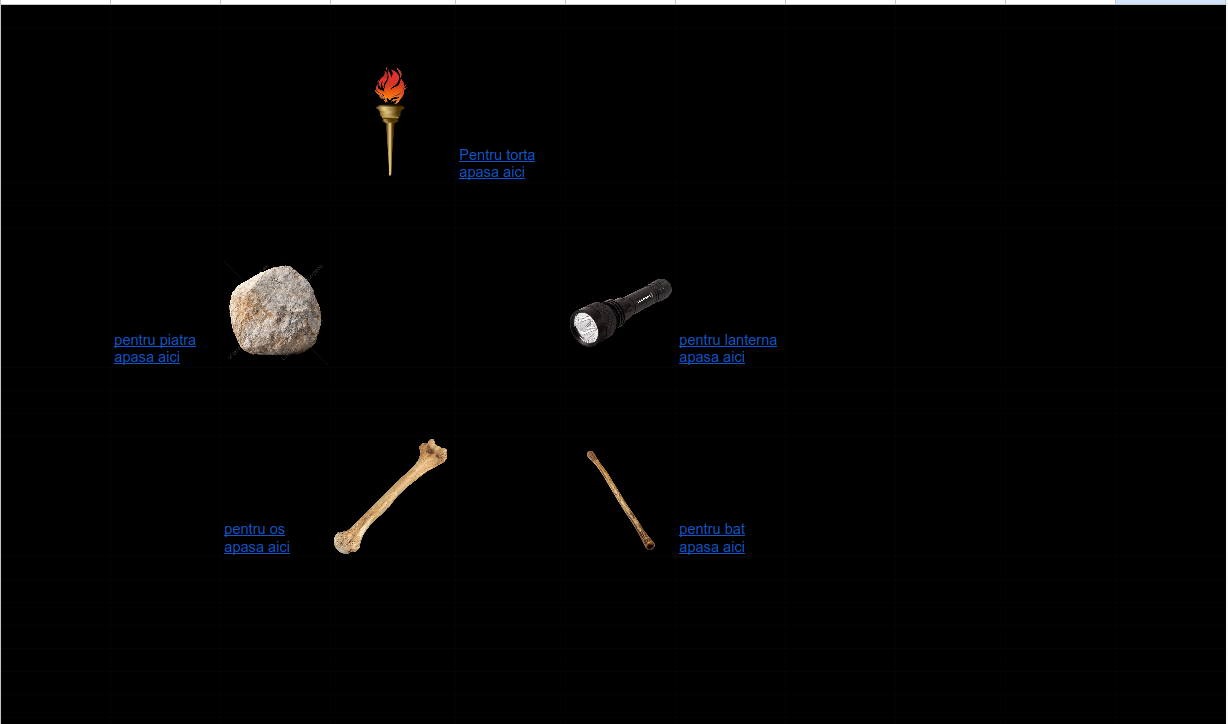 Pentru torta
apasa aici
pentru piatra
apasa aici
pentru lanterna
apasa aici
pentru os
apasa aici
pentru bat
apasa aici